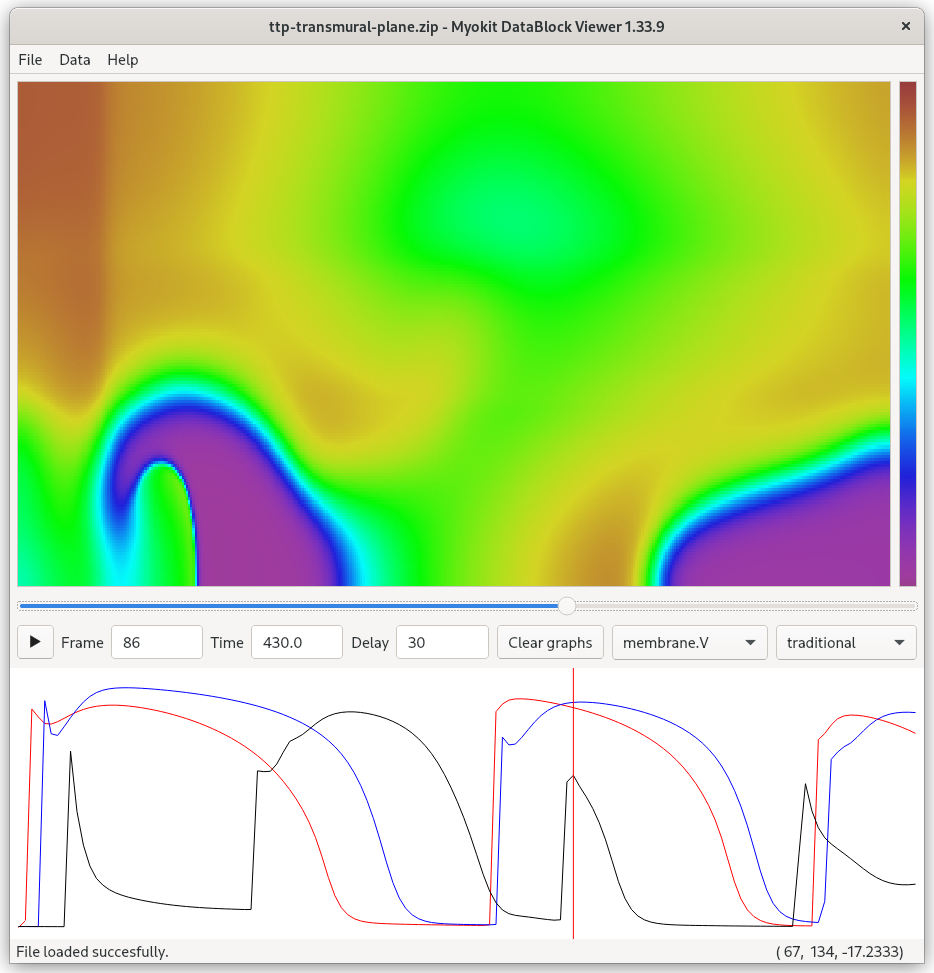 ttp-transmural-plane.zip - Myokit DataBlock Viewer 1.33.9 ×
File Data Help
Frame 86 Time 430.0 Delay 30 Clear graphs membrane.V traditional
File loaded succesfully. ( 67, 134, -17.2333)